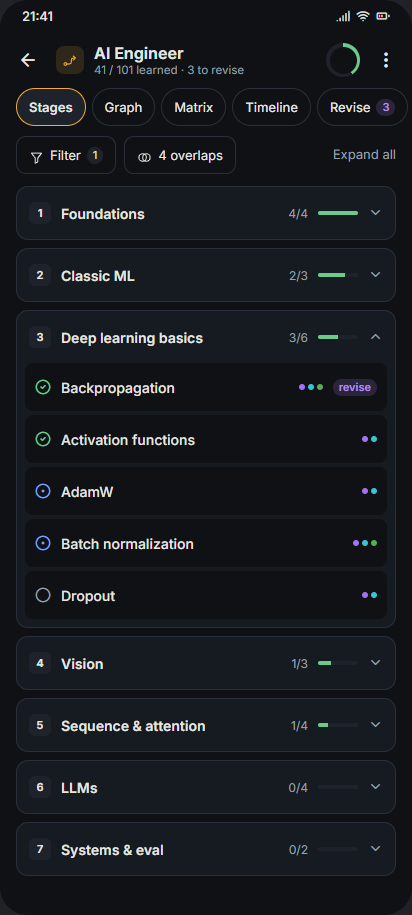 21:41
AI Engineer
41 / 101 learned · 3 to revise
Stages Graph Matrix Timeline Revise 3
Filter 1 4 overlaps Expand all
1 Foundations 4/4
2 Classic ML 2/3
3 Deep learning basics 3/6
Backpropagation revise
Activation functions
AdamW
Batch normalization
Dropout
4 Vision 1/3
5 Sequence & attention 1/4
6 LLMs 0/4
7 Systems & eval 0/2